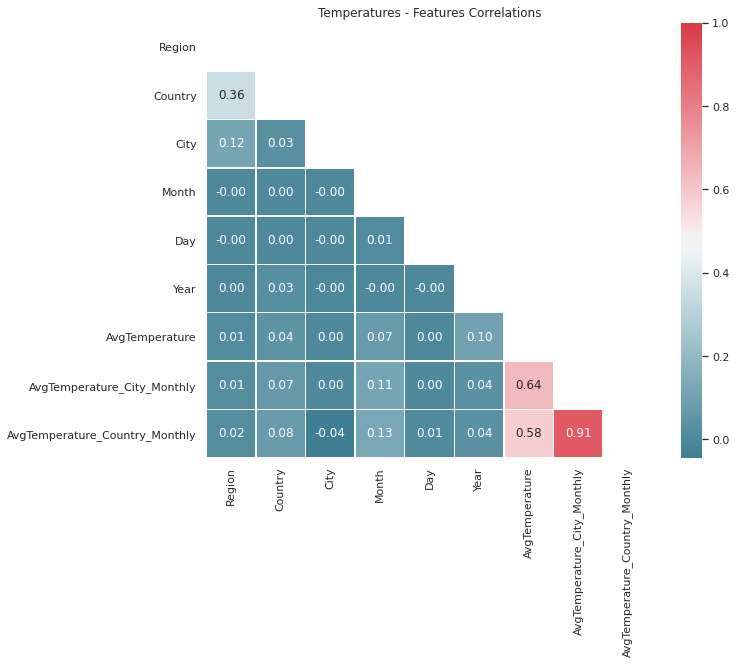 Temperatures - Features Correlations
Region
Country 0.36
City 0.12 0.03
Month -0.00 0.00 -0.00
Day -0.00 0.00 -0.00 0.01
Year 0.00 0.03 -0.00 -0.00 -0.00
AvgTemperature 0.01 0.04 0.00 0.07 0.00 0.10
AvgTemperature_City_Monthly 0.01 0.07 0.00 0.11 0.00 0.04 0.64
AvgTemperature_Country_Monthly 0.02 0.08 -0.04 0.13 0.01 0.04 0.58 0.91
Region
Country
City
Month
Day
Year
AvgTemperature
AvgTemperature_City_Monthly
AvgTemperature_Country_Monthly
1.0
0.8
0.6
0.4
0.2
0.0